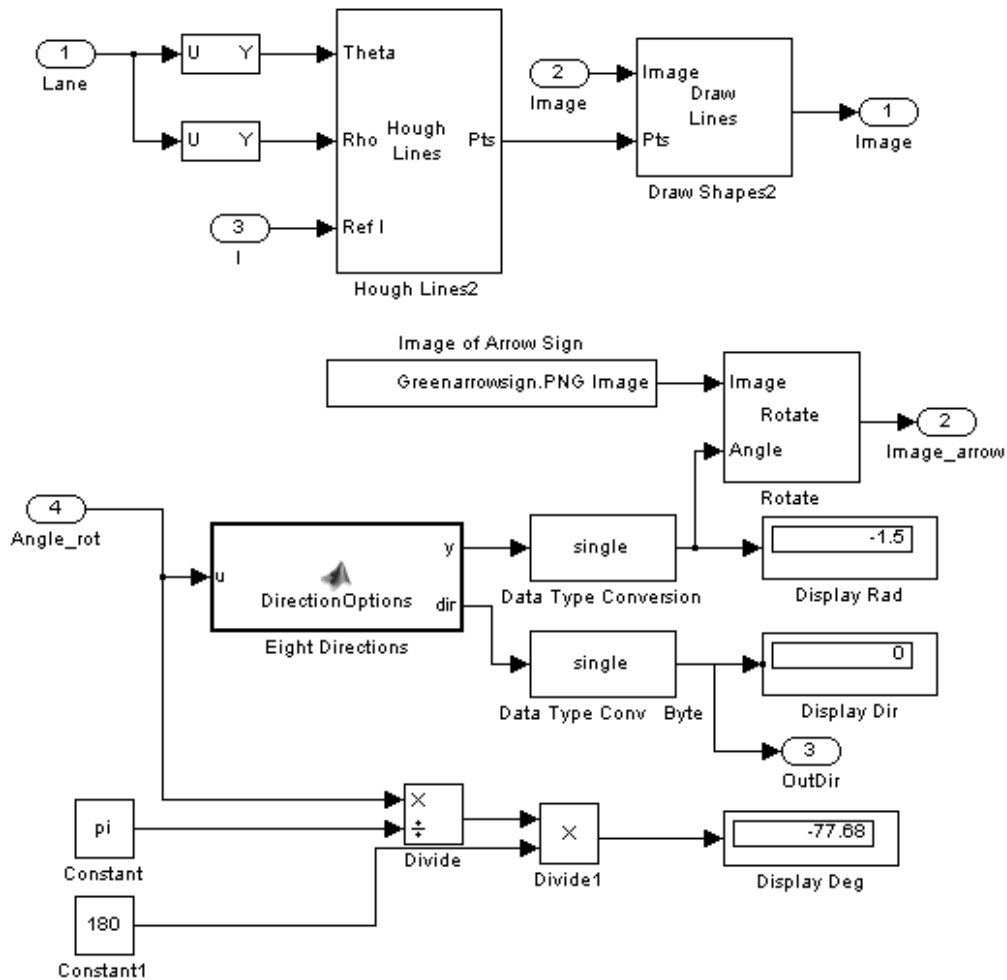 1
Lane
U Y
U Y
3
I
Theta
Rho
Ref I
Hough
Lines
Pts
Hough Lines2
2
Image
Image
Pts
Draw
Lines
Draw Shapes2
1
Image
Image of Arrow Sign
Greenarrowsign.PNG Image
Image
Rotate
Angle
Rotate
2
Image_arrow
4
Angle_rot
u
y
DirectionOptions
dir
Eight Directions
single
Data Type Conversion
-1.5
Display Rad
single
Data Type Conv Byte
0
Display Dir
3
OutDir
pi
Constant
180
Constant1
×
÷
Divide
×
Divide1
-77.68
Display Deg